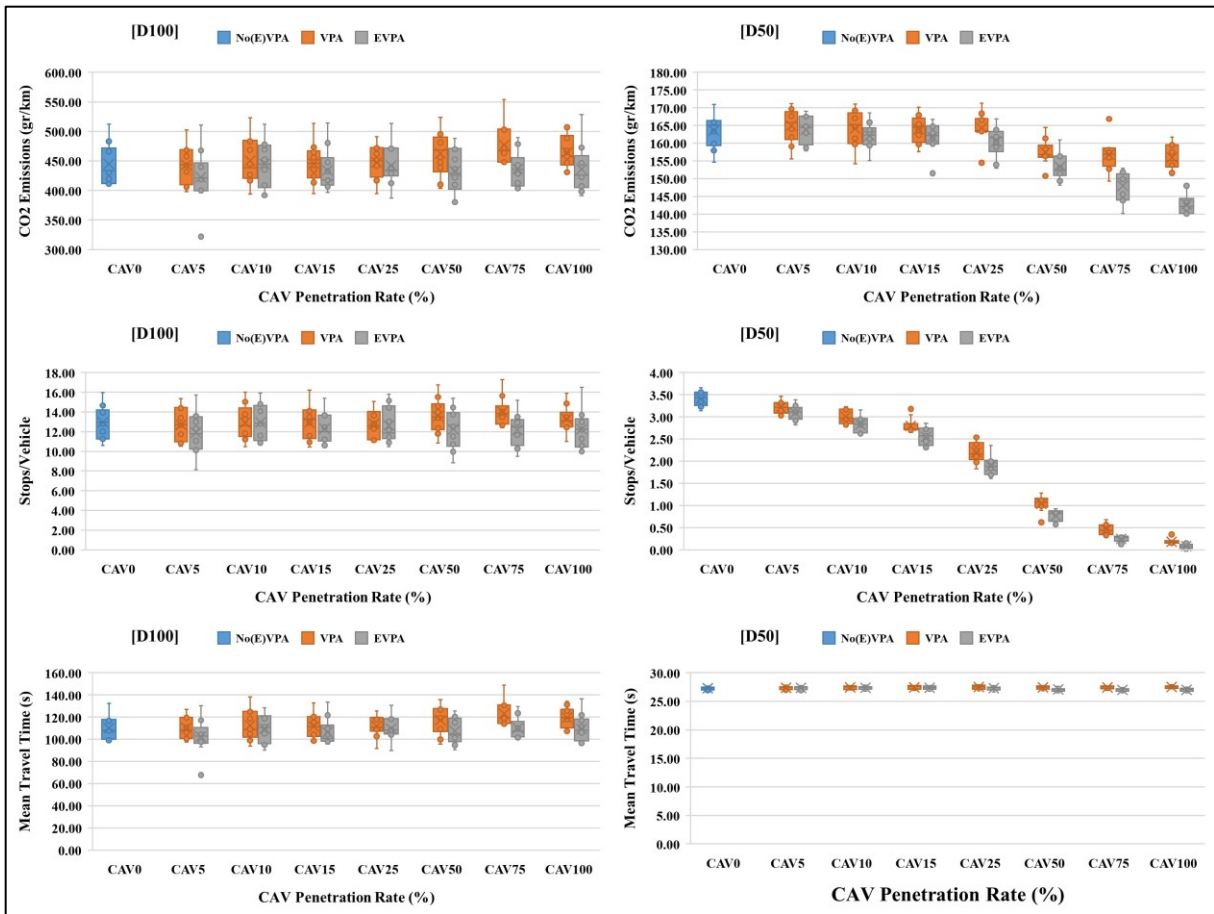 [D100]
No(E)VPA VPA EVPA
CO2 Emissions (gr/km)
600.00
550.00
500.00
450.00
400.00
350.00
300.00
CAV0 CAV5 CAV10 CAV15 CAV25 CAV50 CAV75 CAV100
CAV Penetration Rate (%)
[D50]
No(E)VPA VPA EVPA
CO2 Emissions (gr/km)
180.00
175.00
170.00
165.00
160.00
155.00
150.00
145.00
140.00
135.00
130.00
CAV0 CAV5 CAV10 CAV15 CAV25 CAV50 CAV75 CAV100
CAV Penetration Rate (%)
[D100]
No(E)VPA VPA EVPA
Stops/Vehicle
18.00
16.00
14.00
12.00
10.00
8.00
6.00
4.00
2.00
0.00
CAV0 CAV5 CAV10 CAV15 CAV25 CAV50 CAV75 CAV100
CAV Penetration Rate (%)
[D50]
No(E)VPA VPA EVPA
Stops/Vehicle
4.00
3.50
3.00
2.50
2.00
1.50
1.00
0.50
0.00
CAV0 CAV5 CAV10 CAV15 CAV25 CAV50 CAV75 CAV100
CAV Penetration Rate (%)
[D100]
No(E)VPA VPA EVPA
Mean Travel Time (s)
160.00
140.00
120.00
100.00
80.00
60.00
40.00
20.00
0.00
CAV0 CAV5 CAV10 CAV15 CAV25 CAV50 CAV75 CAV100
CAV Penetration Rate (%)
[D50]
No(E)VPA VPA EVPA
Mean Travel Time (s)
30.00
25.00
20.00
15.00
10.00
5.00
0.00
CAV0 CAV5 CAV10 CAV15 CAV25 CAV50 CAV75 CAV100
CAV Penetration Rate (%)